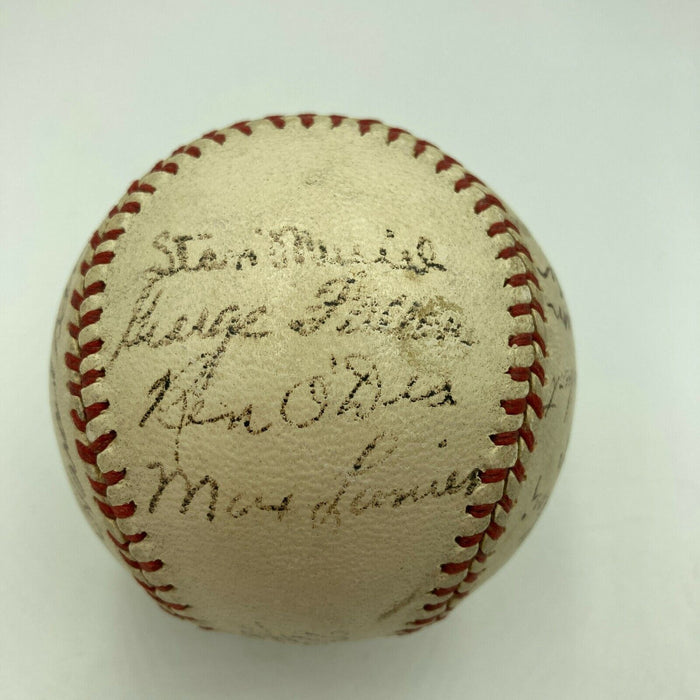 Stan Musial
George Fallon
Ken O'Dea
Max Lanier